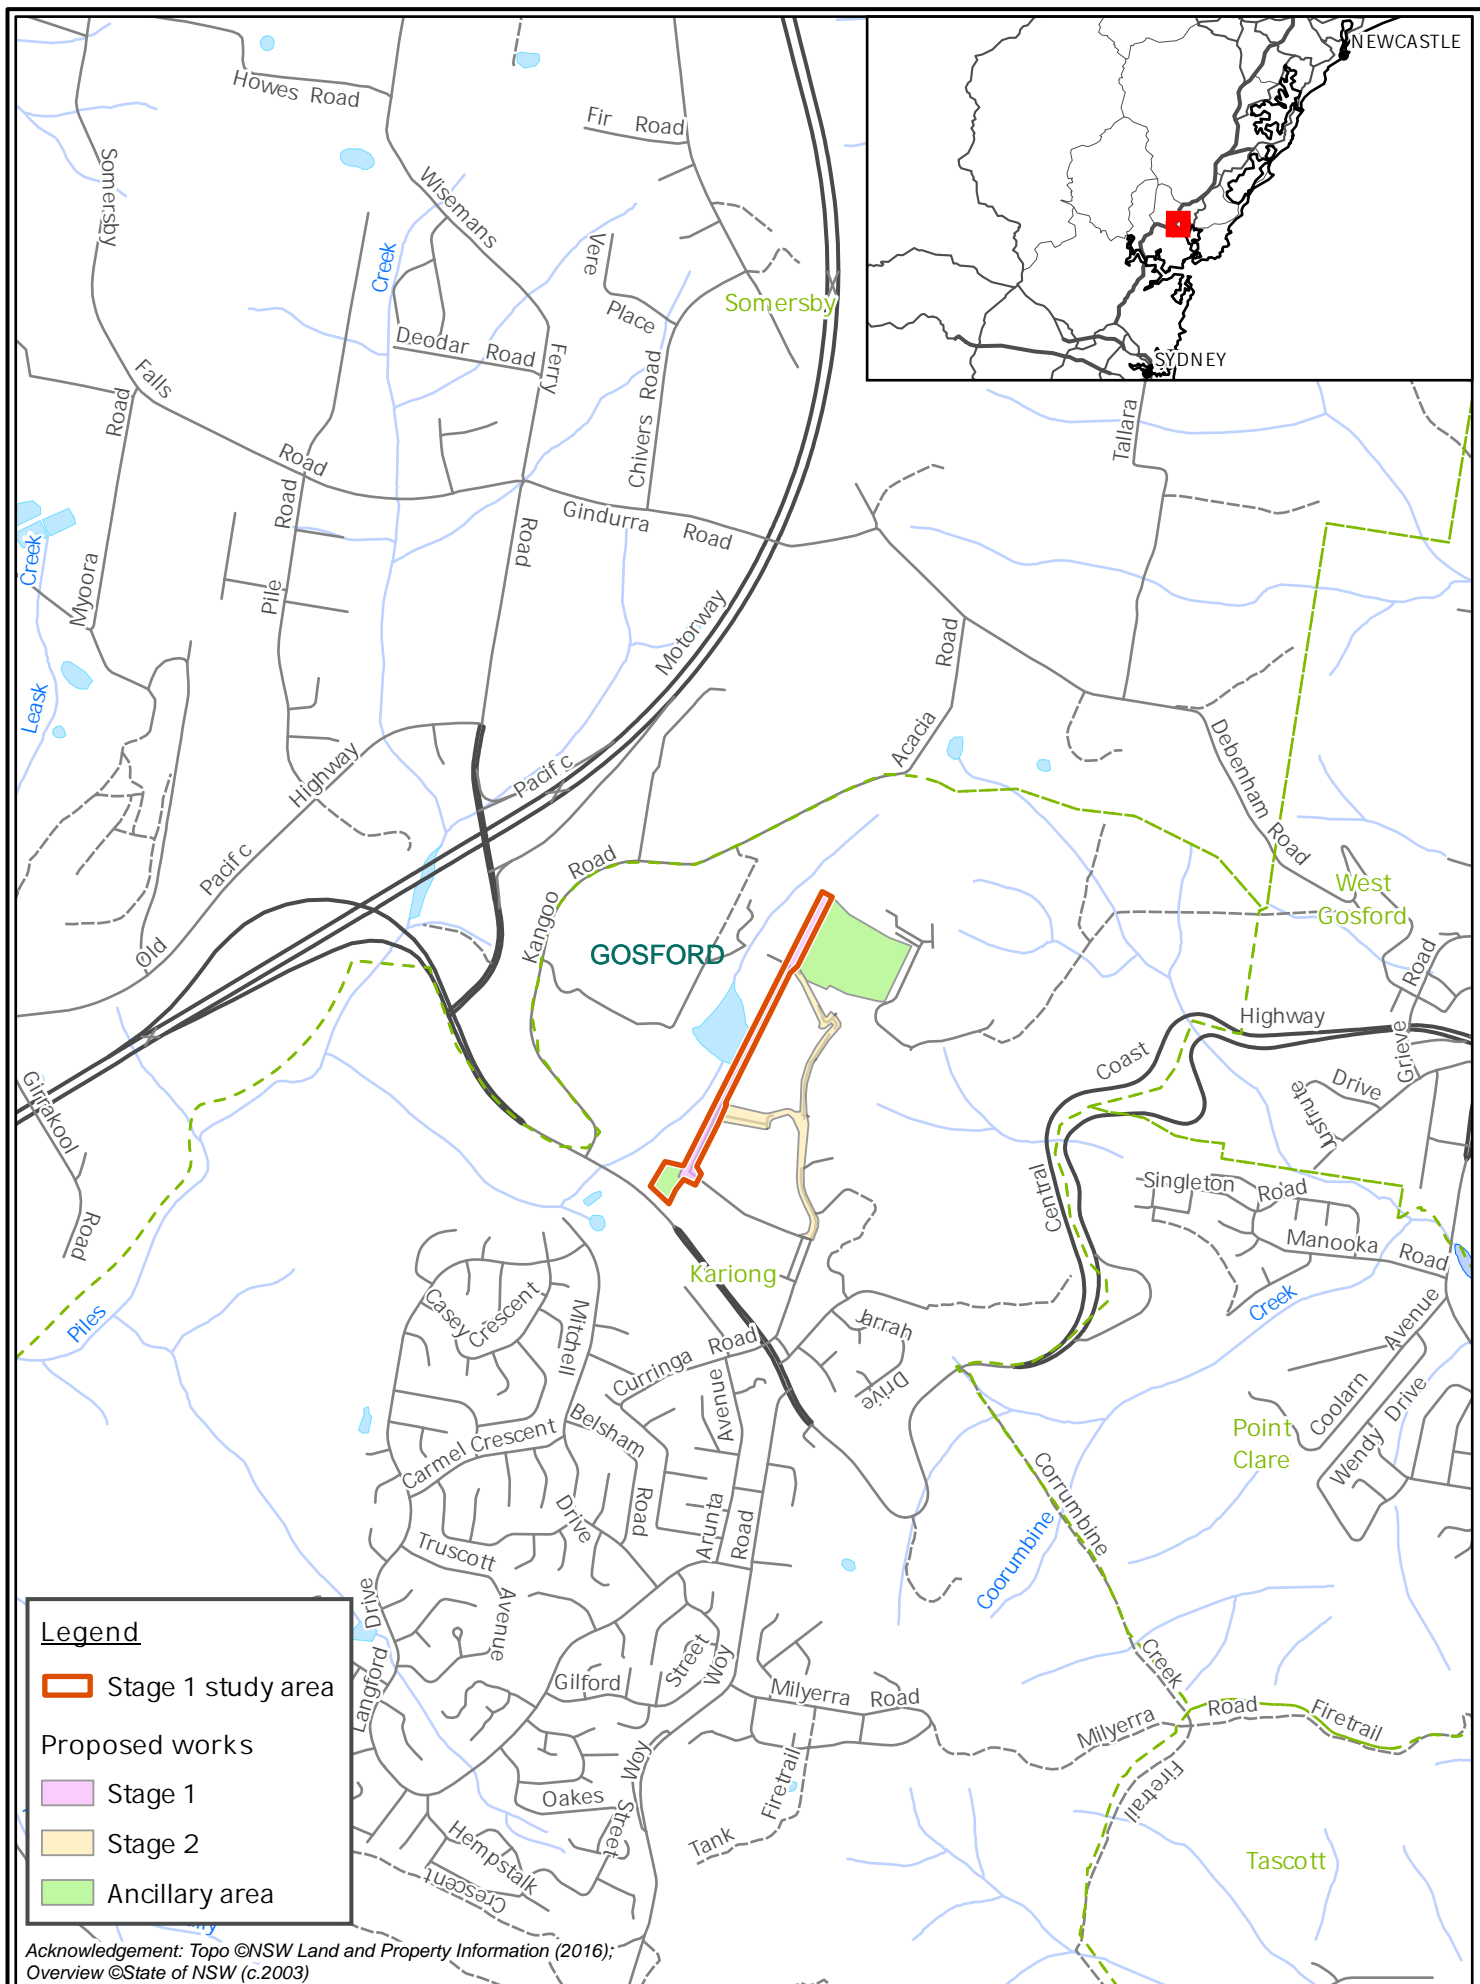 NEWCASTLE
SYDNEY
Howes Road
Fir Road
Somersby
Falls
Road
Wisemans
Ferry
Road
Creek
Vere
Place
Somersby
Deodar Road
Chivers Road
Gindurra Road
Road
Myoora
Road
Pile
Creek
Leask
Tallara
Motorway
Pacif c
Road
Acacia
Debenham Road
Highway
Pacif c
Old
Kangoo
Road
GOSFORD
West
Gosford
Road
Grieve
Highway
Coast
Central
Drive
Jusfrute
Girrakool
Road
Singleton Road
Manooka Road
Creek
Piles
Kariong
Casey
Crescent
Mitchell
Curringa Road
Avenue
Jarrah
Drive
Avenue
Coolarn
Wendy Drive
Point
Clare
Carmel Crescent
Belsham
Road
Drive
Arunta
Road
Corrumbine
Creek
Coorumbine
Truscott
Avenue
Drive
Langford
Gilford
Street
Woy
Woy
Milyerra Road
Milyerra Road Firetrail
Firetrail
Firetrail
Tank
Oakes
Street
Hempstalk
Crescent
Tascott
Legend
Stage 1 study area
Proposed works
Stage 1
Stage 2
Ancillary area
Acknowledgement: Topo ©NSW Land and Property Information (2016);
Overview ©State of NSW (c.2003)